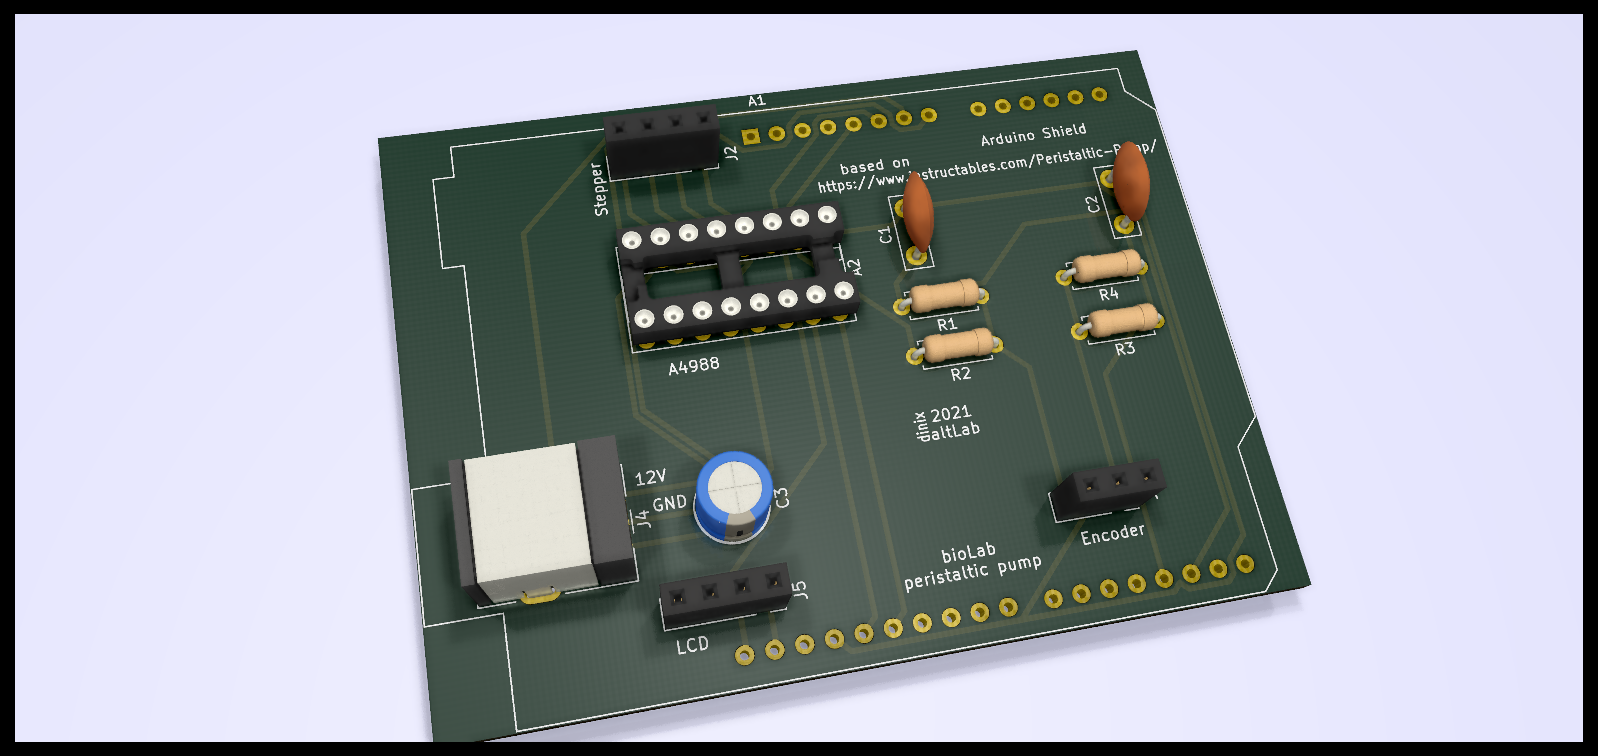 A1
J2
Stepper
Arduino Shield
based on
https://www.instructables.com/Peristaltic-Pump/
C1
C2
A2
R4
R1
A4988
R3
R2
dinix 2021
daltLab
12V
GND
J4
C3
Encoder
bioLab
peristaltic pump
J5
LCD